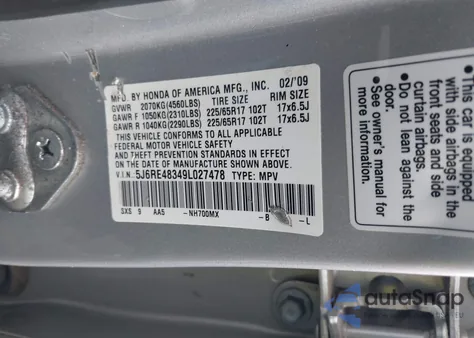 MFD. BY HONDA OF AMERICA MFG., INC. 02/'09
GVWR 2070KG(4560LBS) TIRE SIZE RIM SIZE
GAWR F 1050KG(2310LBS) 225/65R17 102T 17x6.5J
GAWR R 1040KG(2290LBS) 225/65R17 102T 17x6.5J
THIS VEHICLE CONFORMS TO ALL APPLICABLE
FEDERAL MOTOR VEHICLE SAFETY
AND THEFT PREVENTION STANDARDS IN EFFECT
ON THE DATE OF MANUFACTURE SHOWN ABOVE.
V.I.N. 5J6RE48349L027478 TYPE: MPV
SXS 9 AA5 -NH700MX -B -L
•This car is equipped
with side airbags in the
front seats and side
curtain airbags.
•Do not lean against the
door.
•See owner's manual for
more information.
autoSnap